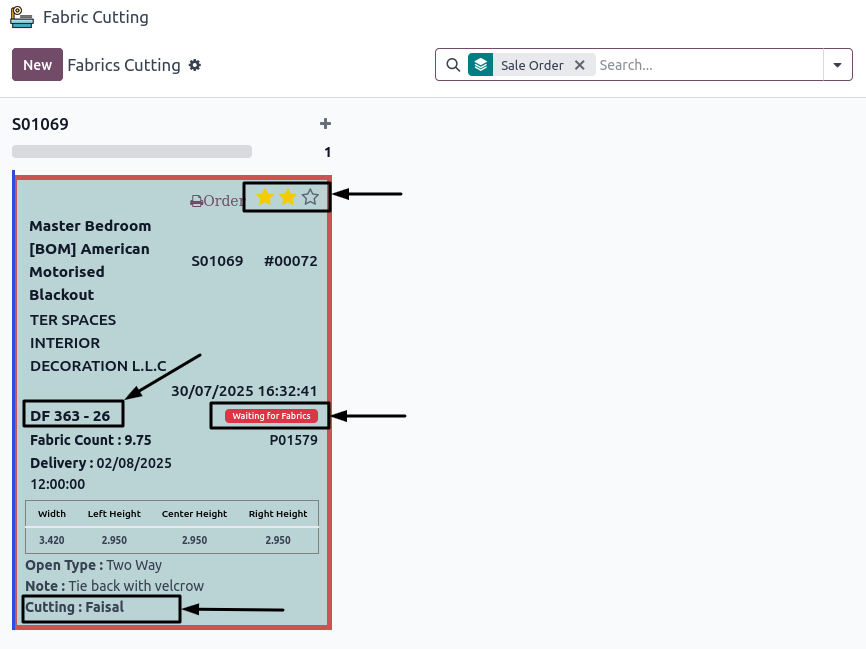 Fabric Cutting
New Fabrics Cutting
Sale Order Search...
S01069
1
Order
Master Bedroom
[BOM] American
Motorised
Blackout
S01069 #00072
TER SPACES
INTERIOR
DECORATION L.L.C
30/07/2025 16:32:41
DF 363 - 26 Waiting for Fabrics
Fabric Count : 9.75 P01579
Delivery : 02/08/2025
12:00:00
Width Left Height Center Height Right Height
3.420 2.950 2.950 2.950
Open Type : Two Way
Note : Tie back with velcrow
Cutting : Faisal